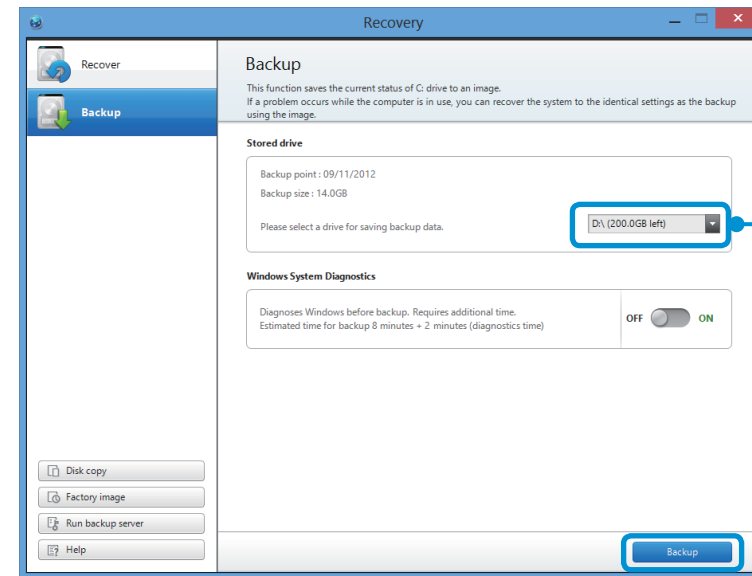 Recovery
Recover
Backup
Backup
This function saves the current status of C: drive to an image.
If a problem occurs while the computer is in use, you can recover the system to the identical settings as the backup
using the image.
Stored drive
Backup point : 09/11/2012
Backup size : 14.0GB
Please select a drive for saving backup data.
D:\ (200.0GB left)
Windows System Diagnostics
Diagnoses Windows before backup. Requires additional time.
Estimated time for backup 8 minutes + 2 minutes (diagnostics time)
OFF ON
Disk copy
Factory image
Run backup server
Help
Backup